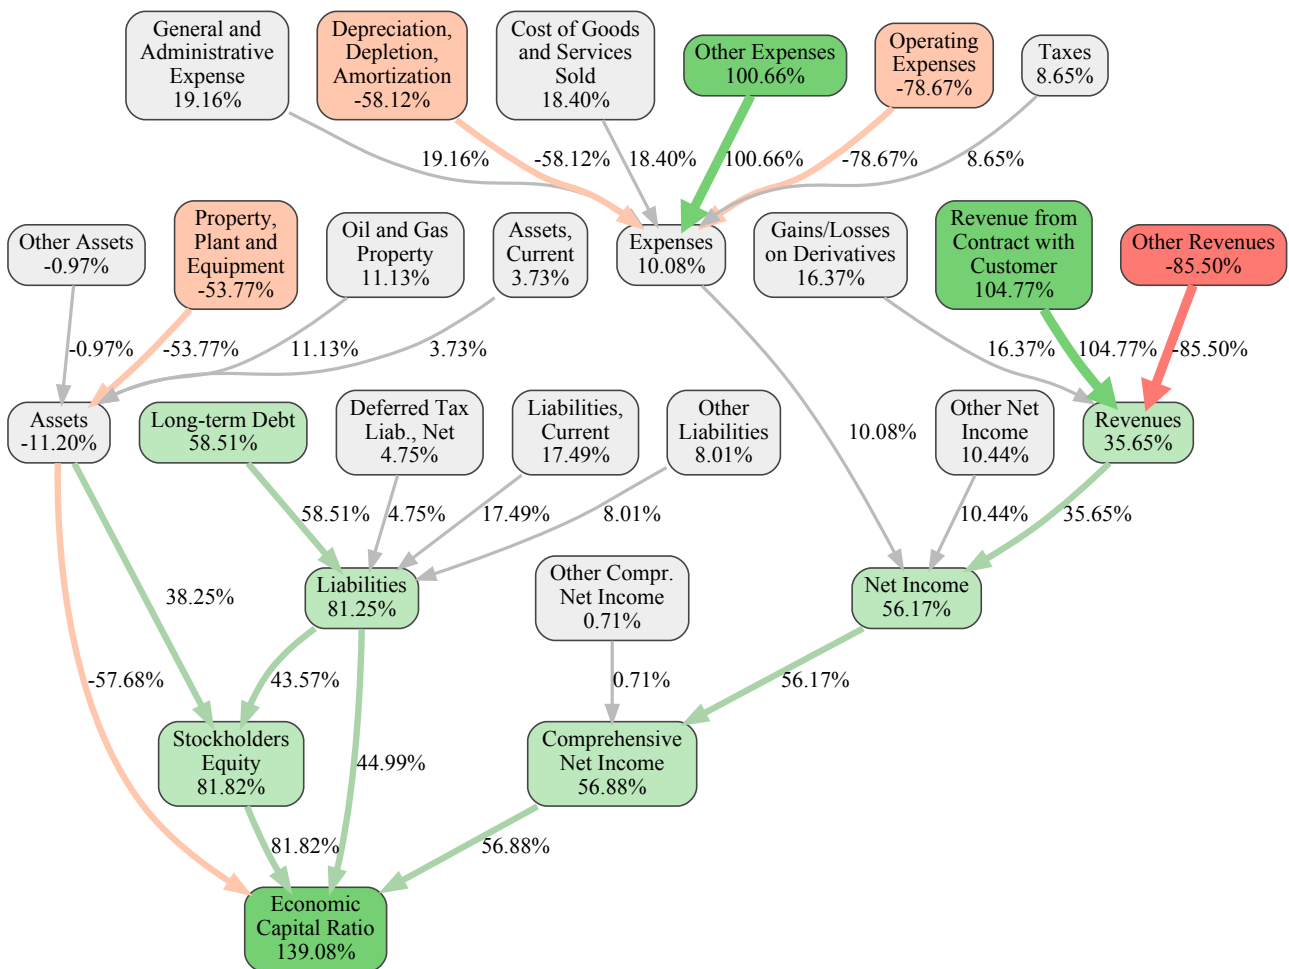 General and
Administrative
Expense
19.16%
Depreciation,
Depletion,
Amortization
-58.12%
Cost of Goods
and Services
Sold
18.40%
Other Expenses
100.66%
Operating
Expenses
-78.67%
Taxes
8.65%
19.16%
-58.12%
18.40%
100.66%
-78.67%
8.65%
Other Assets
-0.97%
Property,
Plant and
Equipment
-53.77%
Oil and Gas
Property
11.13%
Assets,
Current
3.73%
Expenses
10.08%
Gains/Losses
on Derivatives
16.37%
Revenue from
Contract with
Customer
104.77%
Other Revenues
-85.50%
-0.97%
-53.77%
11.13%
3.73%
16.37%
104.77%
-85.50%
Assets
-11.20%
Long-term Debt
58.51%
Deferred Tax
Liab., Net
4.75%
Liabilities,
Current
17.49%
Other
Liabilities
8.01%
10.08%
Other Net
Income
10.44%
Revenues
35.65%
58.51%
4.75%
17.49%
8.01%
10.44%
35.65%
38.25%
Liabilities
81.25%
Other Compr.
Net Income
0.71%
Net Income
56.17%
-57.68%
43.57%
0.71%
56.17%
Stockholders
Equity
81.82%
44.99%
Comprehensive
Net Income
56.88%
81.82%
56.88%
Economic
Capital Ratio
139.08%